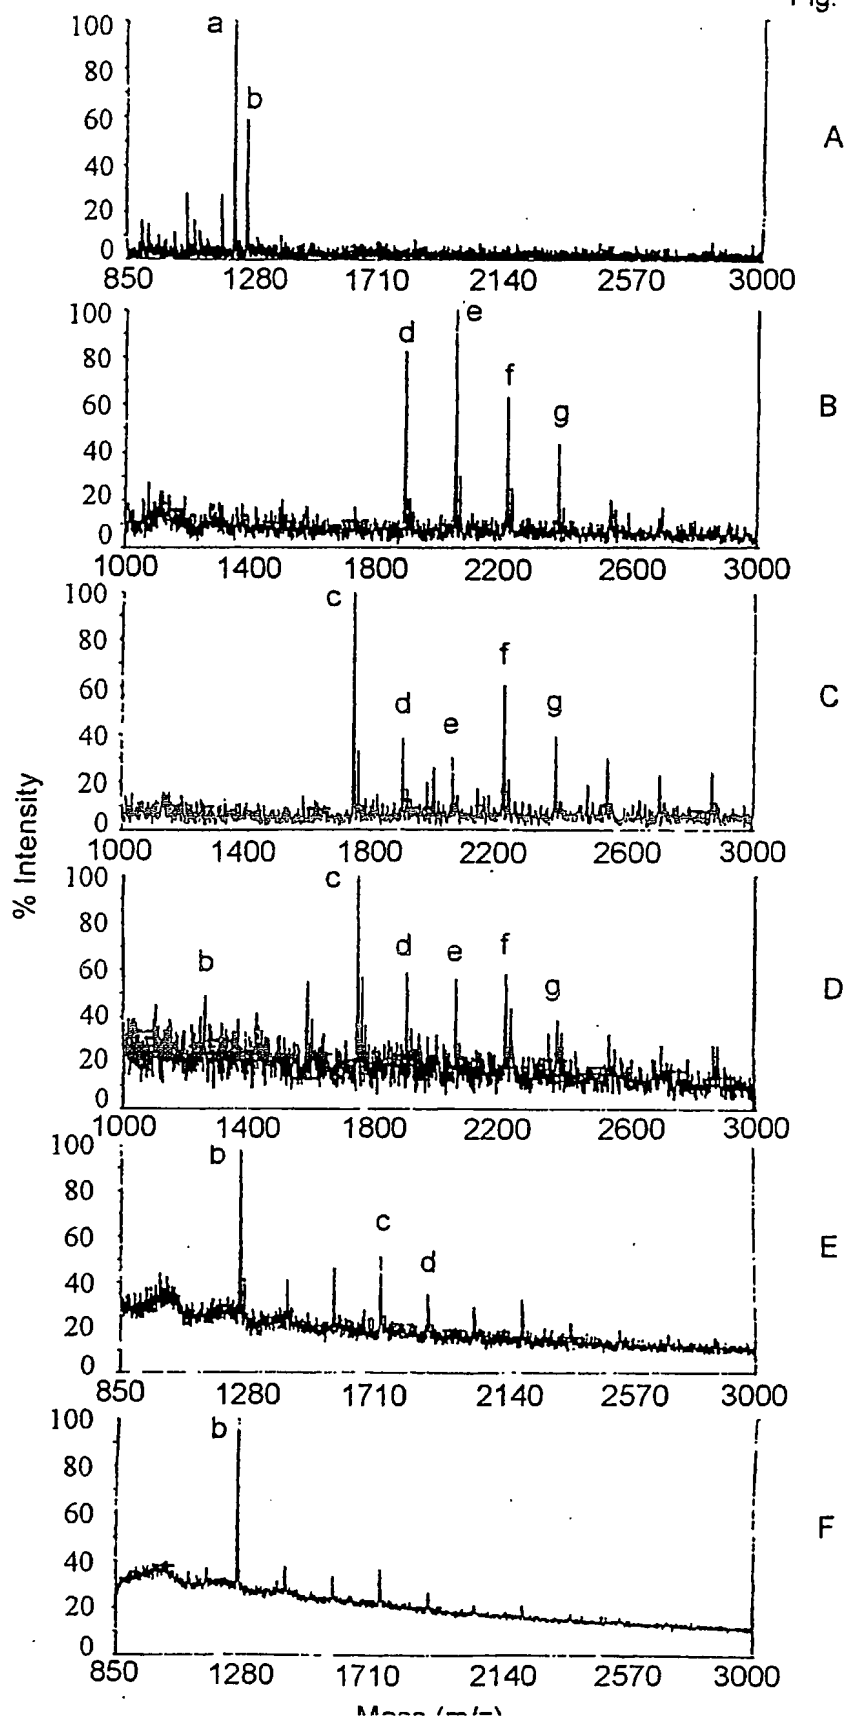 Fig.
100 a
80 b
60 A
40
20
0
850 1280 1710 2140 2570 3000
100 e
d
80 f
60 g B
40
20
0
1000 1400 1800 2200 2600 3000
100 c
80 f
60 d e g C
40
20
0
1000 1400 1800 2200 2600 3000
% Intensity
100 c
80 b d e f
60 g D
40
20
0
1000 1400 1800 2200 2600 3000
100 b
80 c
60 d E
40
20
0
850 1280 1710 2140 2570 3000
100 b
80
60 F
40
20
0
850 1280 1710 2140 2570 3000
Mass (m/z)